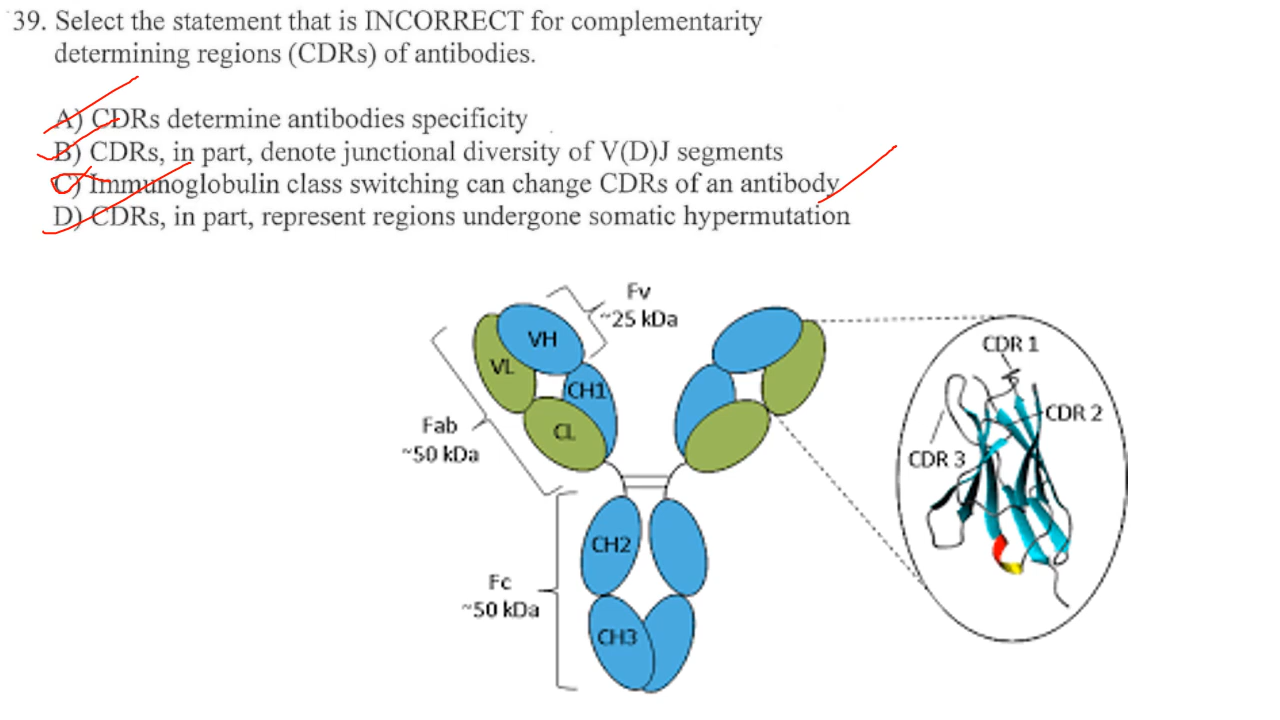 39. Select the statement that is INCORRECT for complementarity
determining regions (CDRs) of antibodies.
A) CDRs determine antibodies specificity
B) CDRs, in part, denote junctional diversity of V(D)J segments
C) Immunoglobulin class switching can change CDRs of an antibody
D) CDRs, in part, represent regions undergone somatic hypermutation
Fv
~25 kDa
VH
VL
CH1
CL
Fab
~50 kDa
CH2
Fc
~50 kDa
CH3
CDR 1
CDR 2
CDR 3